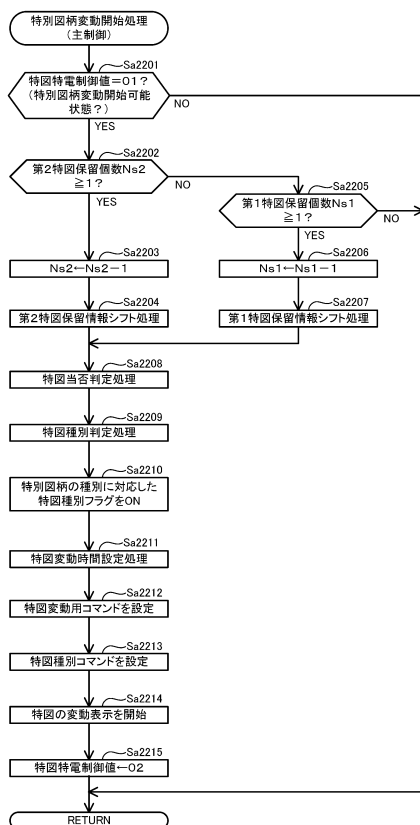 特別図柄変動開始処理
(主制御)
Sa2201
特図特電制御値=01?
(特別図柄変動開始可能
状態?)
NO
YES
Sa2202
第2特図保留個数Ns2
≧1?
NO
YES
Sa2205
第1特図保留個数Ns1
≧1?
NO
YES
Sa2203
Ns2←Ns2-1
Sa2206
Ns1←Ns1-1
Sa2204
第2特図保留情報シフト処理
Sa2207
第1特図保留情報シフト処理
Sa2208
特図当否判定処理
Sa2209
特図種別判定処理
Sa2210
特別図柄の種別に対応した
特図種別フラグをON
Sa2211
特図変動時間設定処理
Sa2212
特図変動用コマンドを設定
Sa2213
特図種別コマンドを設定
Sa2214
特図の変動表示を開始
Sa2215
特図特電制御値←02
RETURN